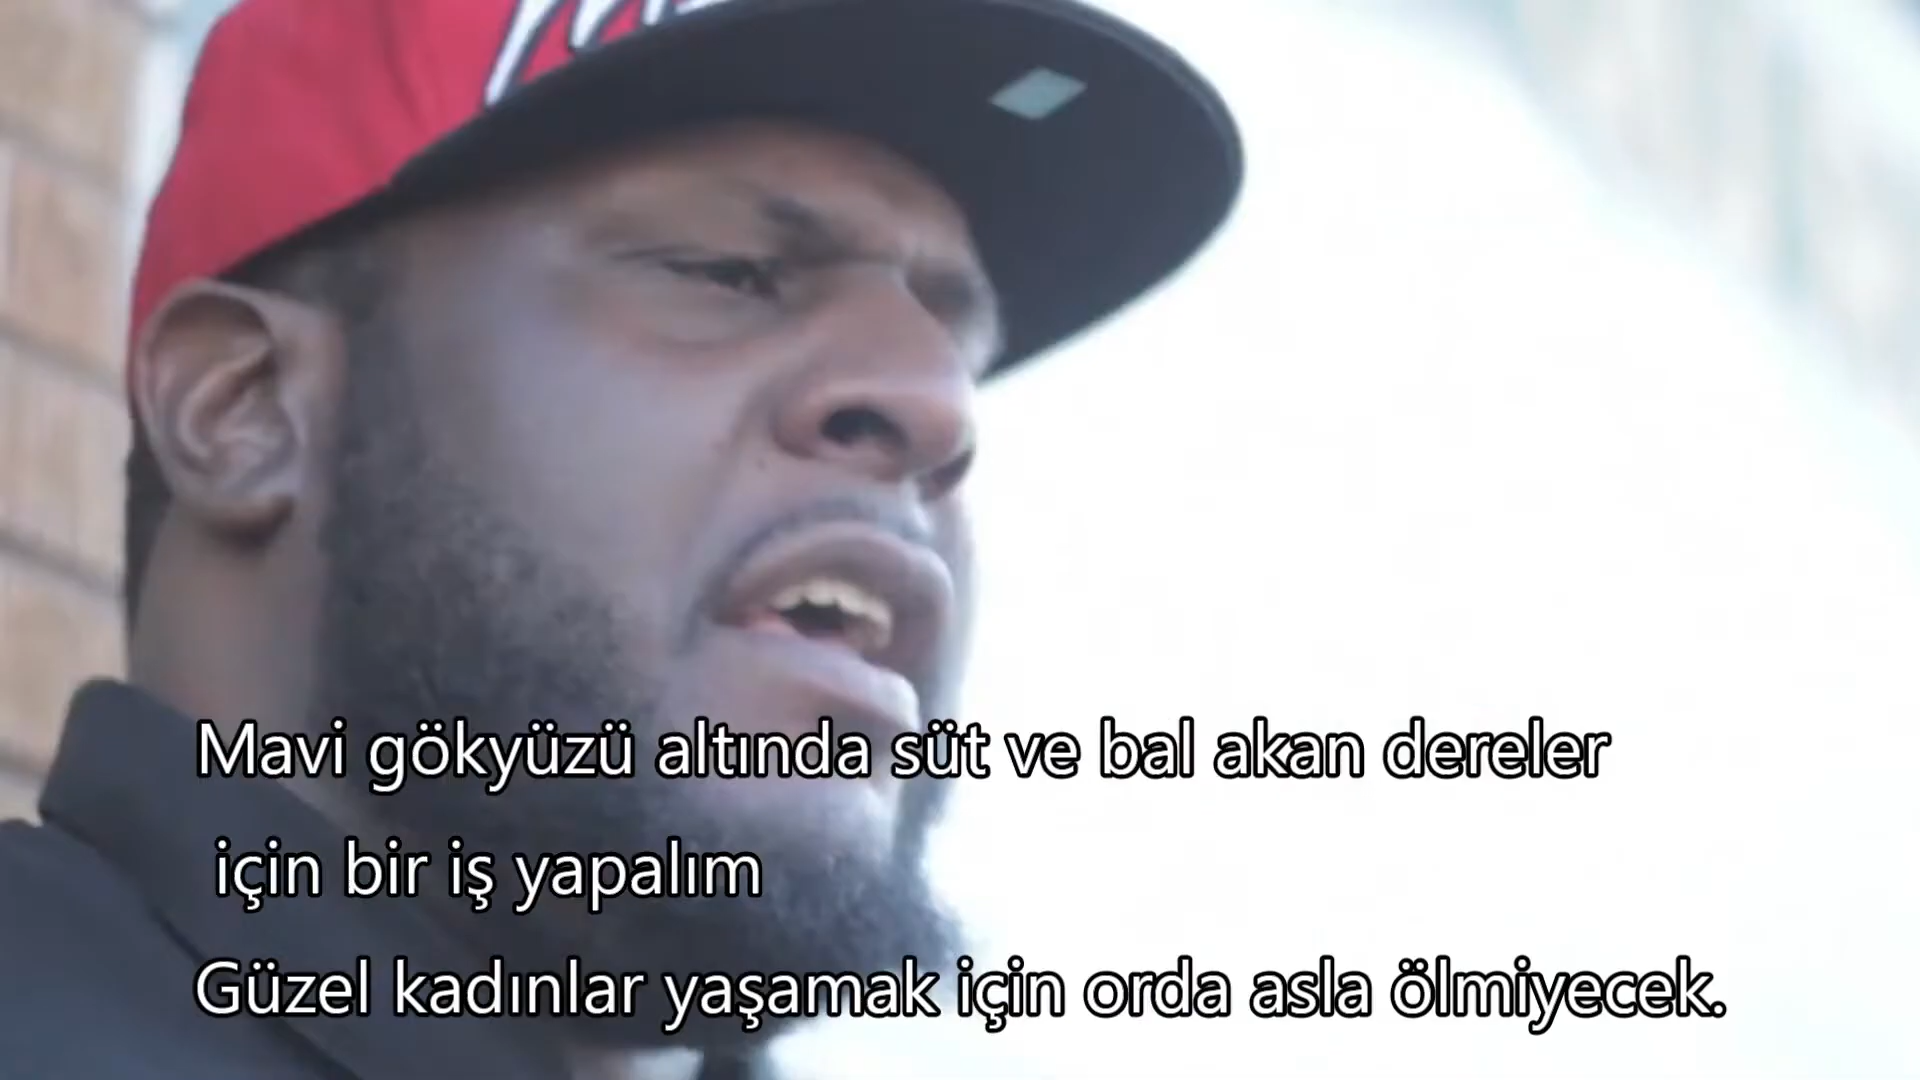 Mavi gökyüzü altında süt ve bal akan dereler
için bir iş yapalım
Güzel kadınlar yaşamak için orda asla ölmiyecek.